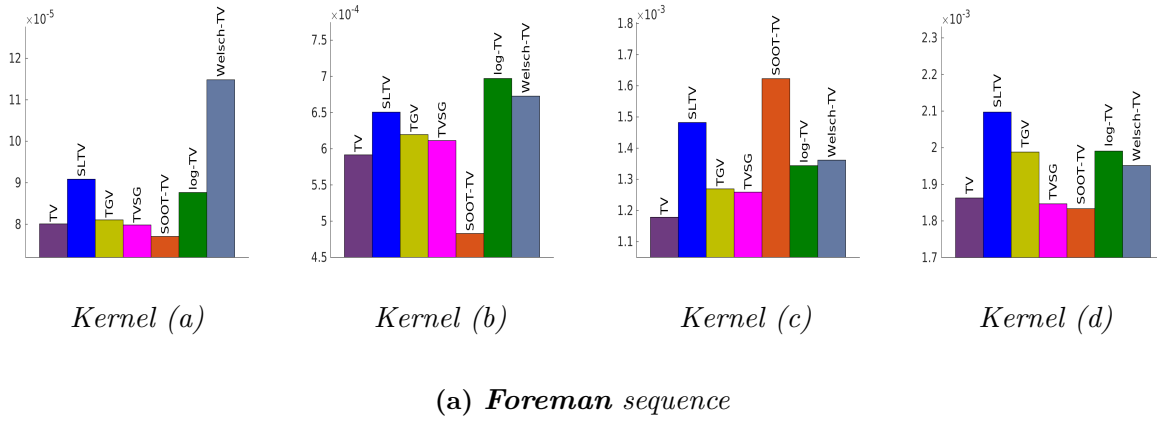 ×10⁻⁵
12
11
10
9
8
TV
SLTV
TGV
TVSG
SOOT-TV
log-TV
Welsch-TV
Kernel (a)
×10⁻⁴
7.5
7
6.5
6
5.5
5
4.5
TV
SLTV
TGV
TVSG
SOOT-TV
log-TV
Welsch-TV
Kernel (b)
×10⁻³
1.8
1.7
1.6
1.5
1.4
1.3
1.2
1.1
TV
SLTV
TGV
TVSG
SOOT-TV
log-TV
Welsch-TV
Kernel (c)
×10⁻³
2.3
2.2
2.1
2
1.9
1.8
1.7
TV
SLTV
TGV
TVSG
SOOT-TV
log-TV
Welsch-TV
Kernel (d)
(a) Foreman sequence